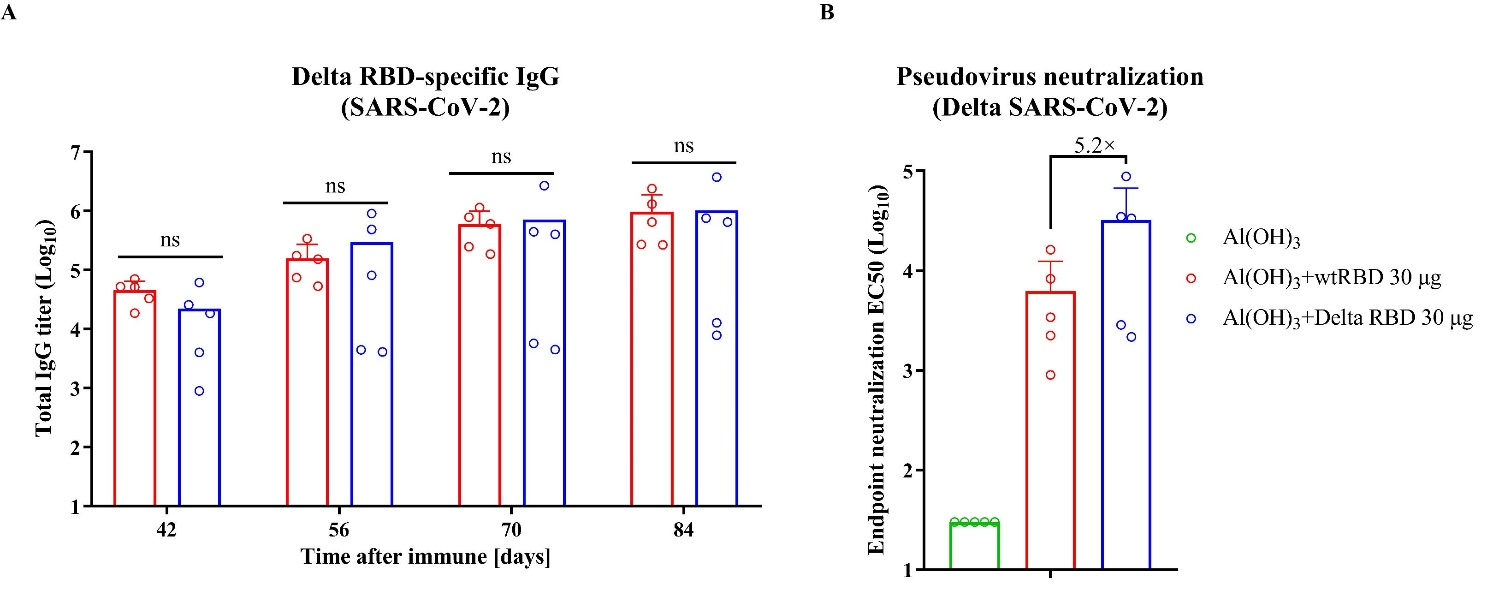 A
Delta RBD-specific IgG
(SARS-CoV-2)
Total IgG titer (Log10)
7
6
5
4
3
2
1
ns
ns
ns
ns
42
56
70
84
Time after immune [days]
B
Pseudovirus neutralization
(Delta SARS-CoV-2)
Endpoint neutralization EC50 (Log10)
5
4
3
2
1
5.2×
Al(OH)3
Al(OH)3+wtRBD 30 μg
Al(OH)3+Delta RBD 30 μg